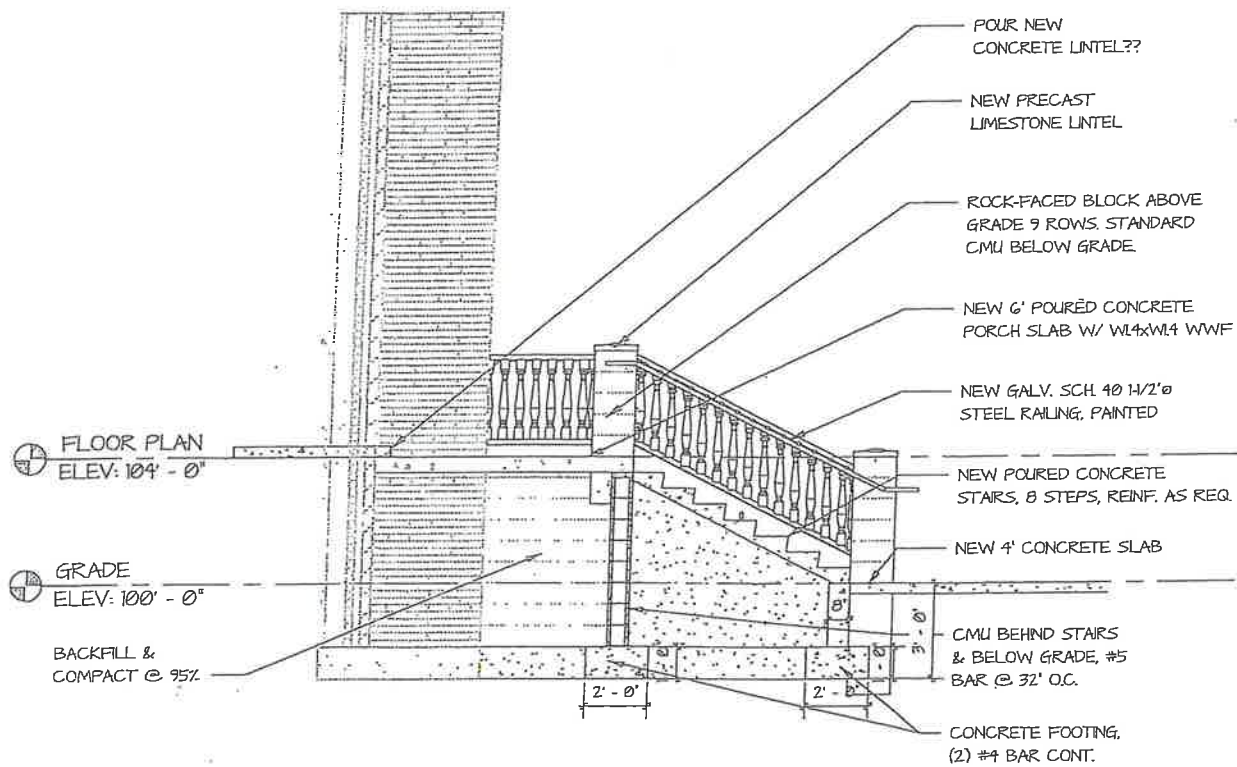 POUR NEW
CONCRETE LINTEL??
NEW PRECAST
LIMESTONE LINTEL
ROCK-FACED BLOCK ABOVE
GRADE 9 ROWS. STANDARD
CMU BELOW GRADE.
NEW 6" POURED CONCRETE
PORCH SLAB W/ W1.4xW1.4 WWF
NEW GALV. SCH. 40 1-1/2"ø
STEEL RAILING, PAINTED
FLOOR PLAN
ELEV: 104' - 0"
NEW POURED CONCRETE
STAIRS, 8 STEPS, REINF. AS REQ.
NEW 4" CONCRETE SLAB
GRADE
ELEV: 100' - 0"
8"
3' - 0"
CMU BEHIND STAIRS
& BELOW GRADE, #5
BAR @ 32" O.C.
BACKFILL &
COMPACT @ 95%
2' - 0"
2' - 0"
CONCRETE FOOTING,
(2) #4 BAR CONT.